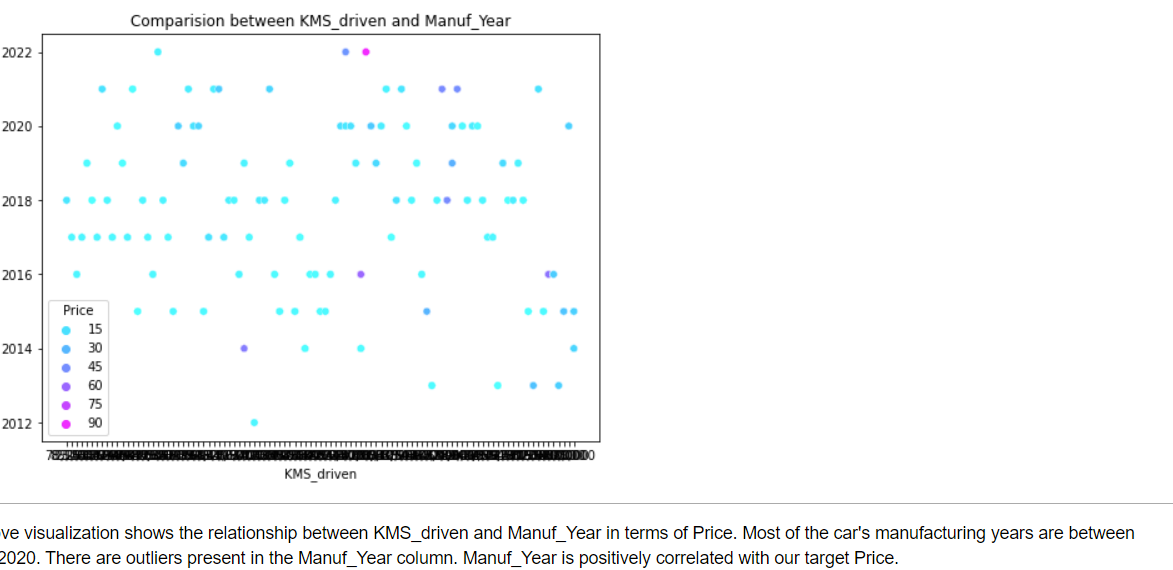 Comparision between KMS_driven and Manuf_Year
2022
2020
2018
2016
2014
2012
Price
15
30
45
60
75
90
KMS_driven
visualization shows the relationship between KMS_driven and Manuf_Year in terms of Price. Most of the car's manufacturing years are between
2020. There are outliers present in the Manuf_Year column. Manuf_Year is positively correlated with our target Price.